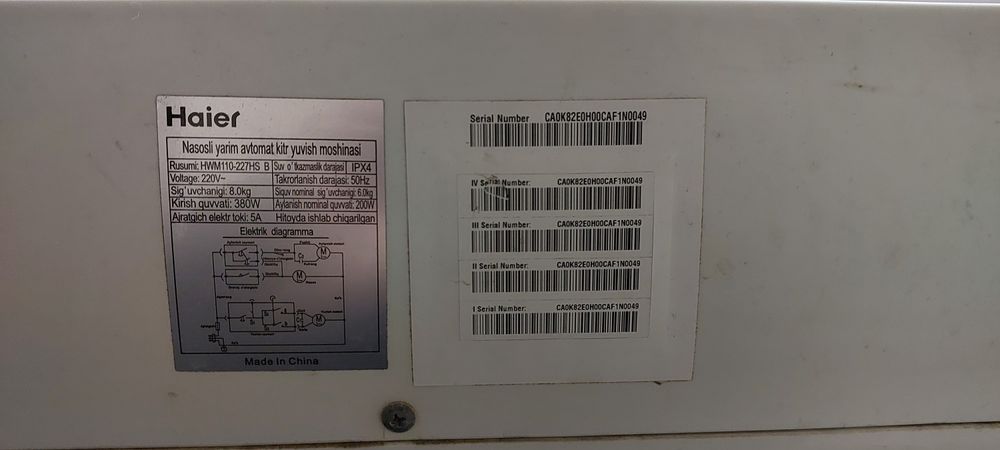 Haier
Nasosli yarim avtomat kitr yuvish moshinasi
Rusumi: HWM110-227HS B Suv o'tkazmaslik darajasi IPX4
Voltage: 220V~ Takrorlanish darajasi: 50Hz
Sig'uvchanigi: 8.0kg Siquv nominal sig'uvchanigi: 6.0kg
Kirish quvvati: 380W Aylanish nominal quvvati: 200W
Ajratgich elektr toki: 5A Hitoyda ishlab chiqarilgan
Elektrik diagramma
M
M
M
Made In China
Serial Number CA0K82E0H00CAF1N0049
IV Serial Number: CA0K82E0H00CAF1N0049
III Serial Number: CA0K82E0H00CAF1N0049
II Serial Number: CA0K82E0H00CAF1N0049
I Serial Number: CA0K82E0H00CAF1N0049